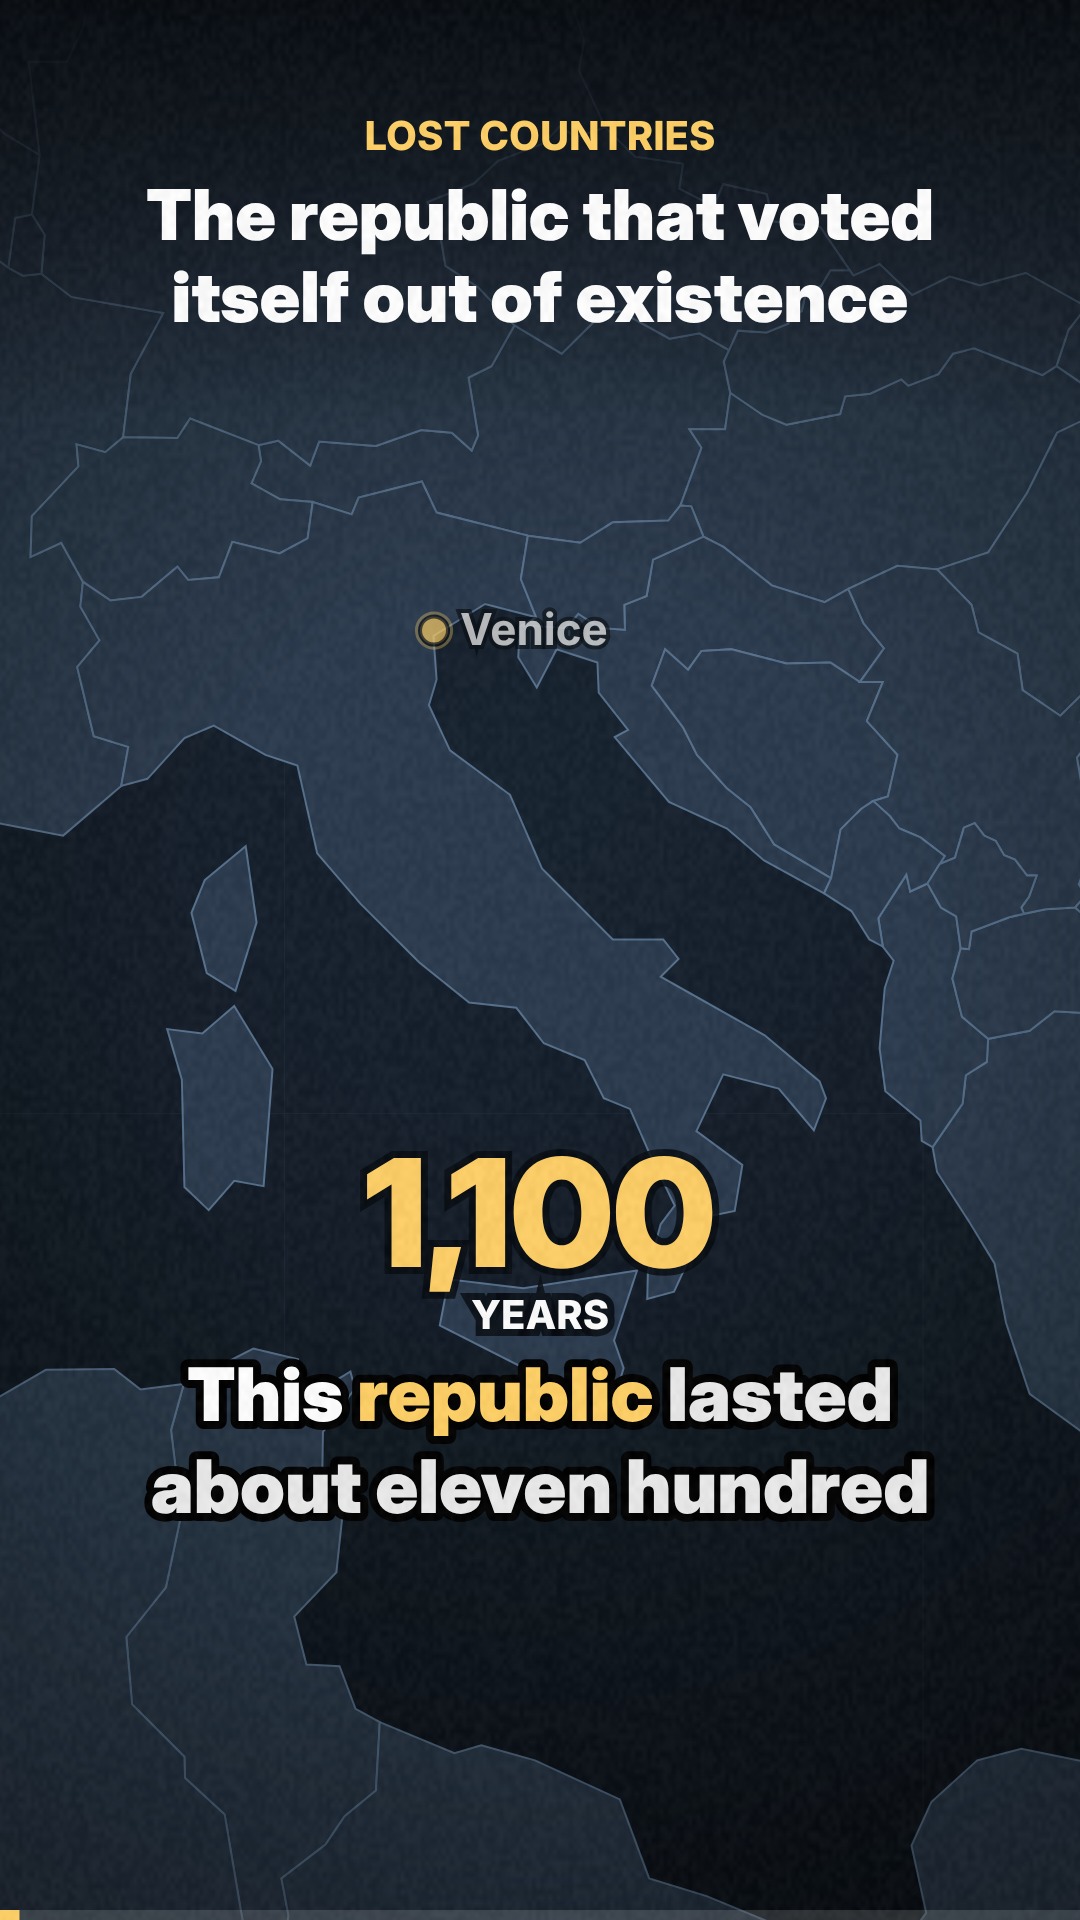 LOST COUNTRIES
The republic that voted
itself out of existence
Venice
1,100
YEARS
This republic lasted
about eleven hundred